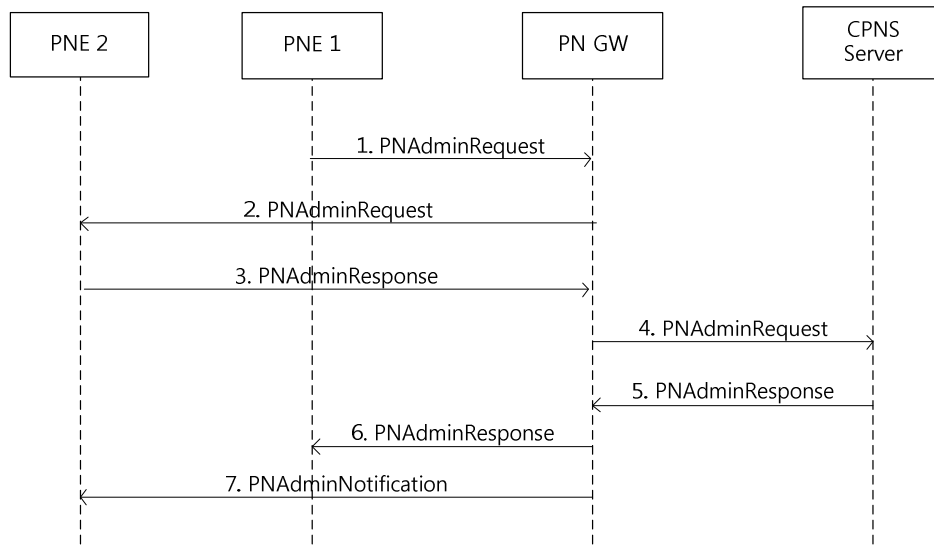 PNE 2
PNE 1
PN GW
CPNS
Server
1. PNAdminRequest
2. PNAdminRequest
3. PNAdminResponse
4. PNAdminRequest
5. PNAdminResponse
6. PNAdminResponse
7. PNAdminNotification